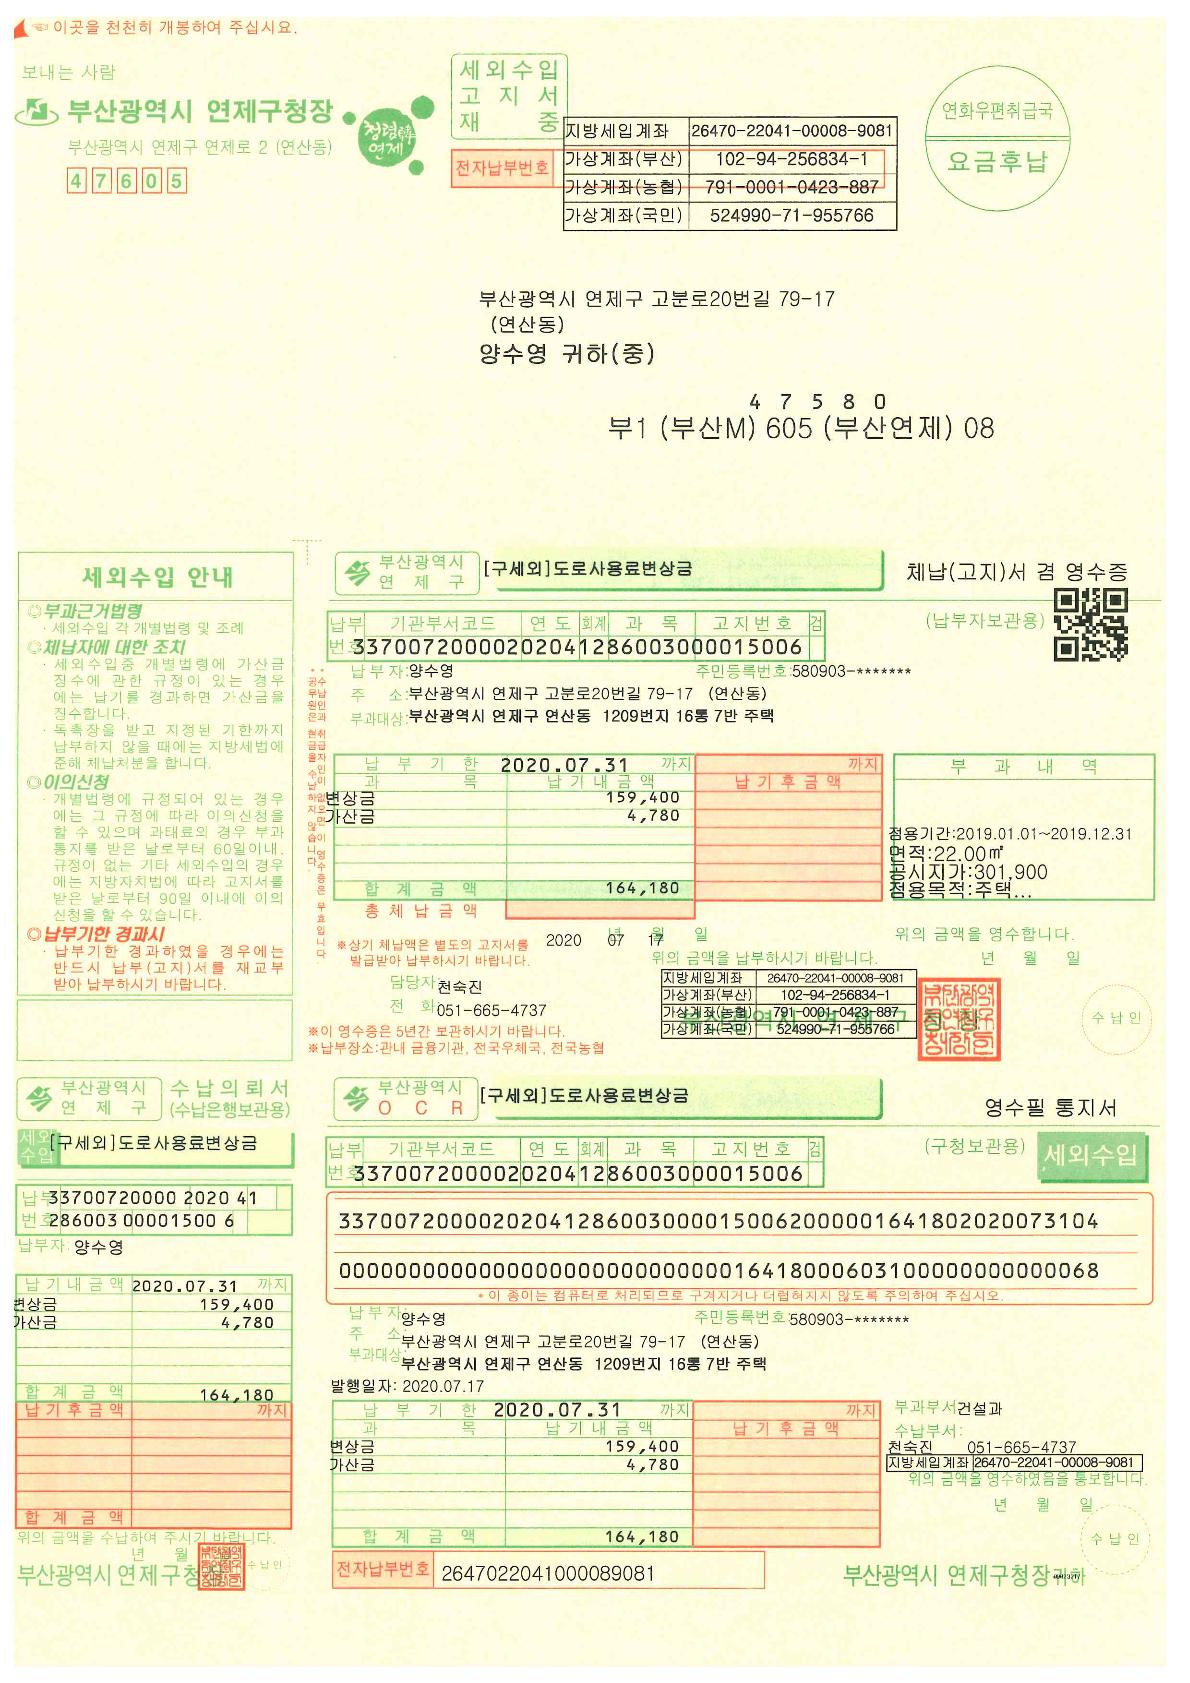 ☜ 이곳을 천천히 개봉하여 주십시요.
보내는 사람
부산광역시 연제구청장
부산광역시 연제구 연제로 2 (연산동)
4 7 6 0 5
청렴
연제
세외수입
고 지 서
재 중
전자납부번호
지방세입계좌 26470-22041-00008-9081
가상계좌(부산) 102-94-256834-1
가상계좌(농협) 791-0001-0423-887
가상계좌(국민) 524990-71-955766
연화우편취급국
요금후납
부산광역시 연제구 고분로20번길 79-17
(연산동)
양수영 귀하(중)
4 7 5 8 0
부1 (부산M) 605 (부산연제) 08
세외수입 안내
◎부과근거법령
· 세외수입 각 개별법령 및 조례
◎체납자에 대한 조치
· 세외수입중 개별법령에 가산금
징수에 관한 규정이 있는 경우
에는 납기를 경과하면 가산금을
징수합니다.
· 독촉장을 받고 지정된 기한까지
납부하지 않을 때에는 지방세법에
준해 체납처분을 합니다.
◎이의신청
· 개별법령에 규정되어 있는 경우
에는 그 규정에 따라 이의신청을
할 수 있으며 과태료의 경우 부과
통지를 받은 날로부터 60일이내,
규정이 없는 기타 세외수입의 경우
에는 지방자치법에 따라 고지서를
받은 날로부터 90일 이내에 이의
신청을 할 수 있습니다.
◎납부기한 경과시
· 납부기한 경과하였을 경우에는
반드시 납부(고지)서를 재교부
받아 납부하시기 바랍니다.
부산광역시
연 제 구
[구세외]도로사용료변상금
체납(고지)서 겸 영수증
(납부자보관용)
납부 기관부서코드 연 도 회계 과 목 고지번호 검
번호 33700720000202041286003000015006
납 부 자:양수영 주민등록번호:580903-*******
주 소:부산광역시 연제구 고분로20번길 79-17 (연산동)
부과대상:부산광역시 연제구 연산동 1209번지 16통 7반 주택
납 부 기 한 2020.07.31 까지 까지
과 목 납기내금액 납기후금액
변상금 159,400
가산금 4,780
합 계 금 액 164,180
총 체 납 금 액
부 과 내 역
점용기간:2019.01.01~2019.12.31
면적:22.00㎡
공시지가:301,900
점용목적:주택...
※상기 체납액은 별도의 고지서를
발급받아 납부하시기 바랍니다.
2020 년 07 월 17 일
위의 금액을 납부하시기 바랍니다.
위의 금액을 영수합니다.
년 월 일
담당자:천숙진
전 화:051-665-4737
지방세입계좌 26470-22041-00008-9081
가상계좌(부산) 102-94-256834-1
가상계좌(농협) 791-0001-0423-887
가상계좌(국민) 524990-71-955766
부산광역시 연제구청장
수납인
※이 영수증은 5년간 보관하시기 바랍니다.
※납부장소:관내 금융기관, 전국우체국, 전국농협
부산광역시
연 제 구
수납의뢰서
(수납은행보관용)
세외
수입
[구세외]도로사용료변상금
납부 33700720000 2020 41
번호 286003 00001500 6
납부자: 양수영
납기내금액 2020.07.31 까지
변상금 159,400
가산금 4,780
합 계 금 액 164,180
납기후금액 까지
합 계 금 액
위의 금액을 수납하여 주시기 바랍니다.
년 월
부산광역시 연제구청장
수납인
부산광역시
O C R
[구세외]도로사용료변상금
영수필 통지서
(구청보관용)
세외수입
납부 기관부서코드 연 도 회계 과 목 고지번호 검
번호 33700720000202041286003000015006
3370072000020204128600300001500620000016418020200731​04
000000000000000000000000000016418000603100000000000068
* 이 종이는 컴퓨터로 처리되므로 구겨지거나 더럽혀지지 않도록 주의하여 주십시오.
납 부 자:양수영 주민등록번호:580903-*******
주 소:부산광역시 연제구 고분로20번길 79-17 (연산동)
부과대상:부산광역시 연제구 연산동 1209번지 16통 7반 주택
발행일자: 2020.07.17
납 부 기 한 2020.07.31 까지 까지
과 목 납기내금액 납기후금액
변상금 159,400
가산금 4,780
합 계 금 액 164,180
부과부서:건설과
수납부서:
천숙진 051-665-4737
지방세입계좌 26470-22041-00008-9081
위의 금액을 영수하였음을 통보합니다.
년 월 일
수납인
전자납부번호 2647022041000089081
부산광역시 연제구청장귀하